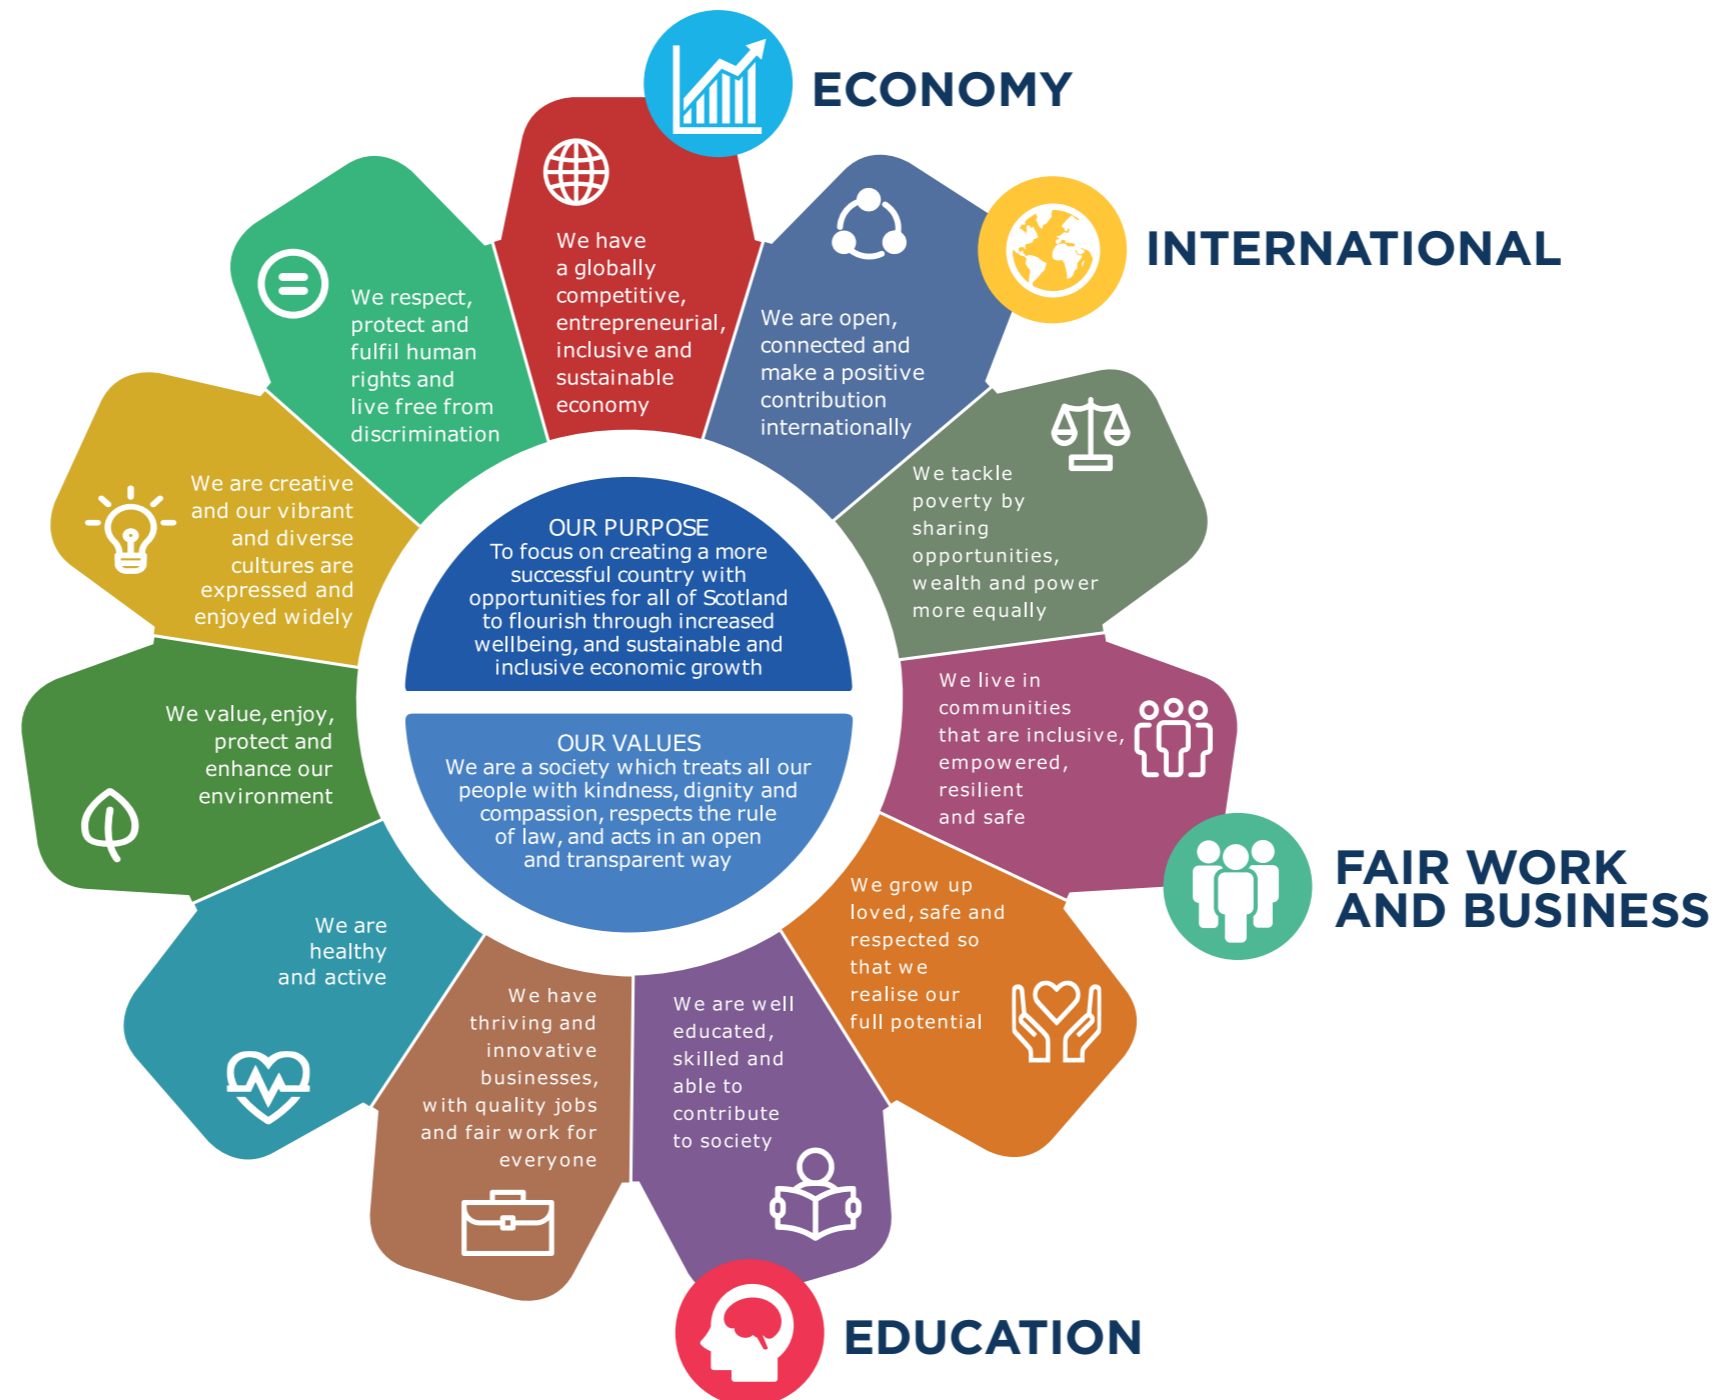 ECONOMY
We have
a globally
competitive,
entrepreneurial,
inclusive and
sustainable
economy
INTERNATIONAL
We are open,
connected and
make a positive
contribution
internationally
We tackle
poverty by
sharing
opportunities,
wealth and power
more equally
We live in
communities
that are inclusive,
empowered,
resilient
and safe
FAIR WORK
AND BUSINESS
We grow up
loved, safe and
respected so
that we
realise our
full potential
We are well
educated,
skilled and
able to
contribute
to society
EDUCATION
We have
thriving and
innovative
businesses,
with quality jobs
and fair work for
everyone
We are
healthy
and active
We value, enjoy,
protect and
enhance our
environment
We are creative
and our vibrant
and diverse
cultures are
expressed and
enjoyed widely
We respect,
protect and
fulfil human
rights and
live free from
discrimination
OUR PURPOSE
To focus on creating a more
successful country with
opportunities for all of Scotland
to flourish through increased
wellbeing, and sustainable and
inclusive economic growth
OUR VALUES
We are a society which treats all our
people with kindness, dignity and
compassion, respects the rule
of law, and acts in an open
and transparent way